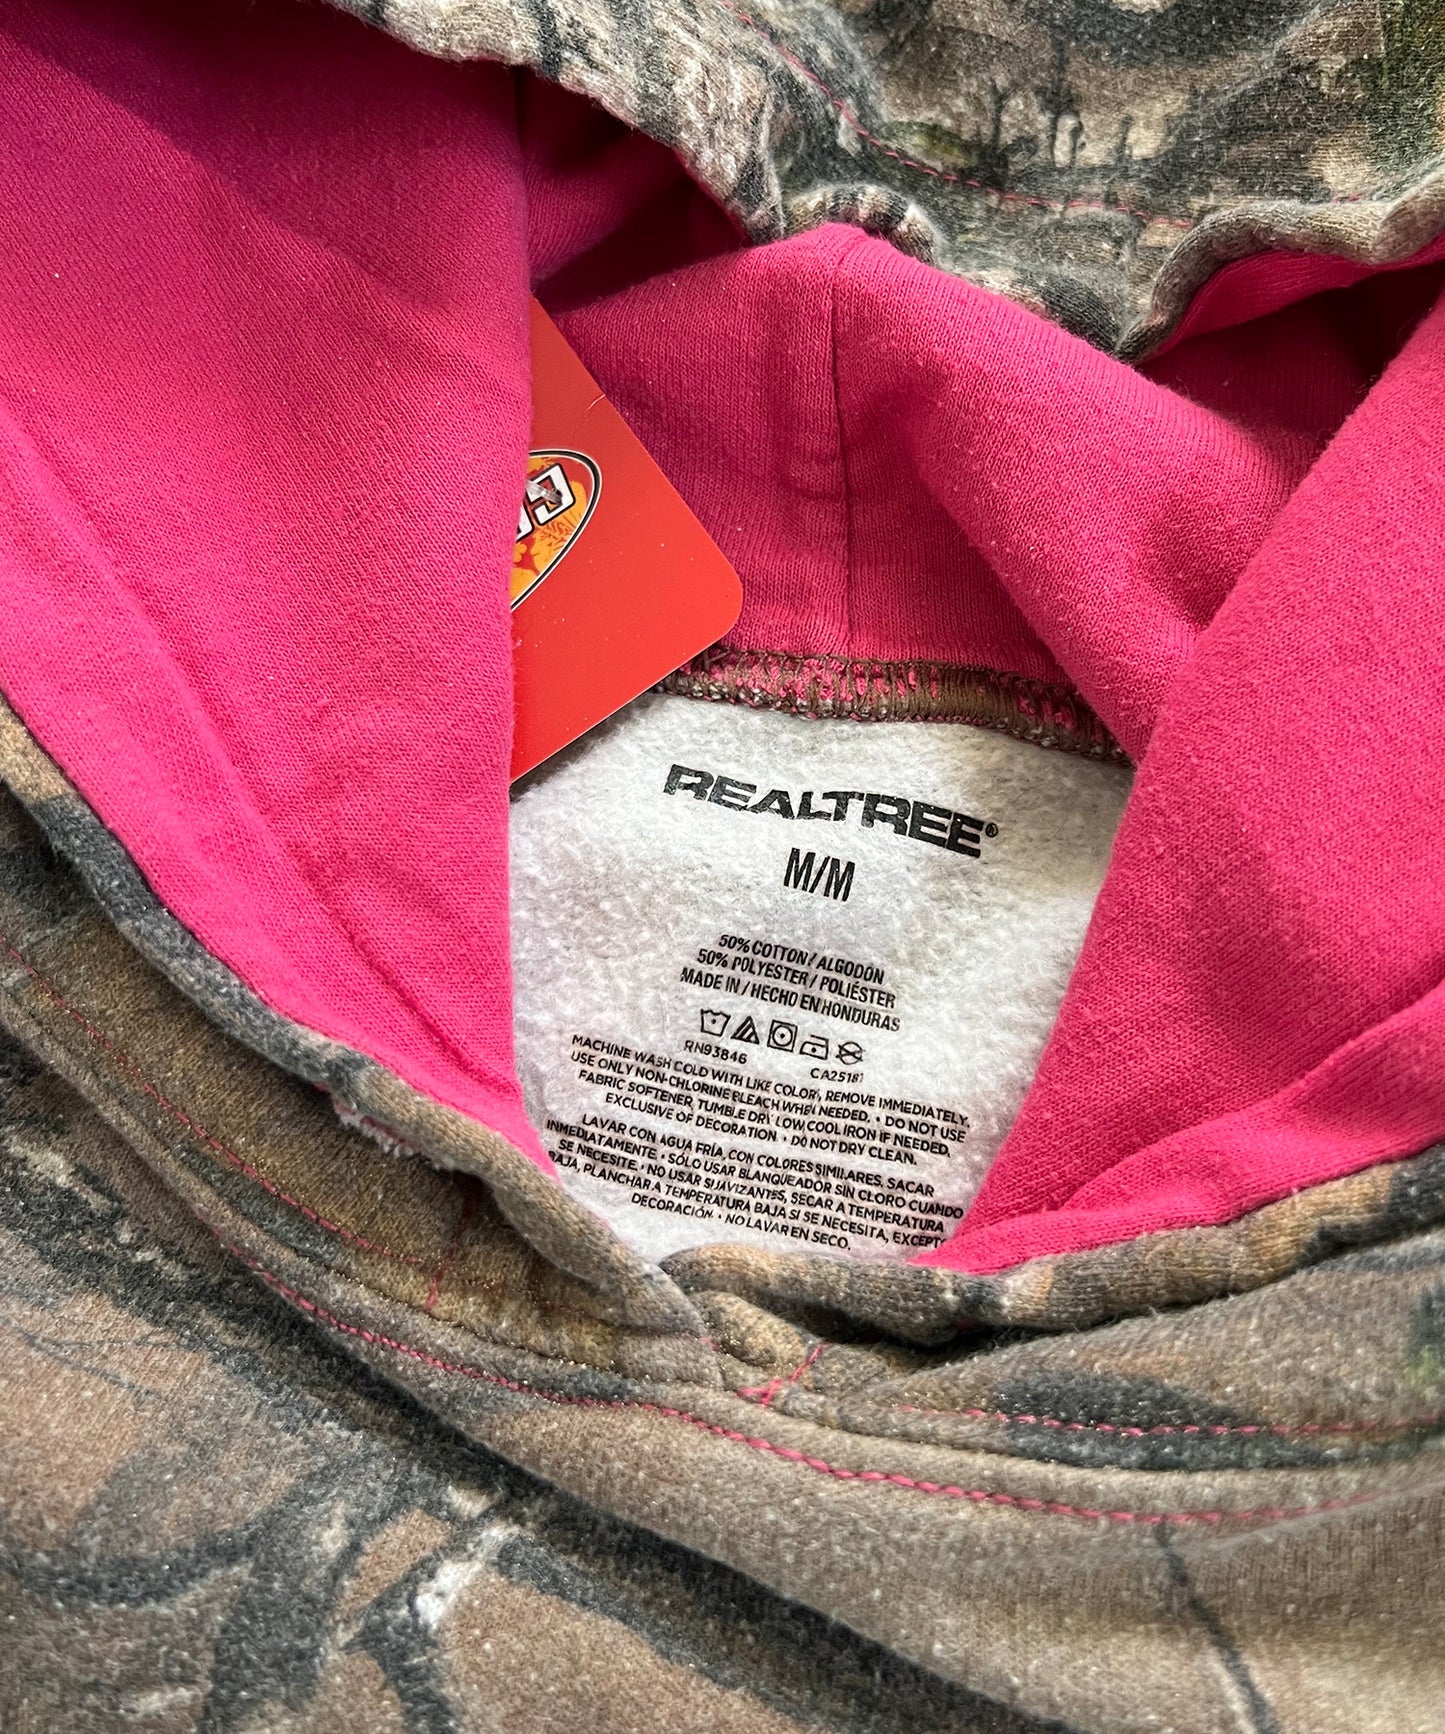 REALTREE®
M/M
50% COTTON / ALGODÓN
50% POLYESTER / POLIÉSTER
MADE IN / HECHO EN HONDURAS
RN93846 CA25181
MACHINE WASH COLD WITH LIKE COLOR, REMOVE IMMEDIATELY.
USE ONLY NON-CHLORINE BLEACH WHEN NEEDED. • DO NOT USE
FABRIC SOFTENER, TUMBLE DRY LOW, COOL IRON IF NEEDED,
EXCLUSIVE OF DECORATION • DO NOT DRY CLEAN.
LAVAR CON AGUA FRÍA, CON COLORES SIMILARES, SACAR
INMEDIATAMENTE. • SÓLO USAR BLANQUEADOR SIN CLORO CUANDO
SE NECESITE. • NO USAR SUAVIZANTES, SECAR A TEMPERATURA
BAJA, PLANCHAR A TEMPERATURA BAJA SI SE NECESITA, EXCEPTO
DECORACIÓN. • NO LAVAR EN SECO.